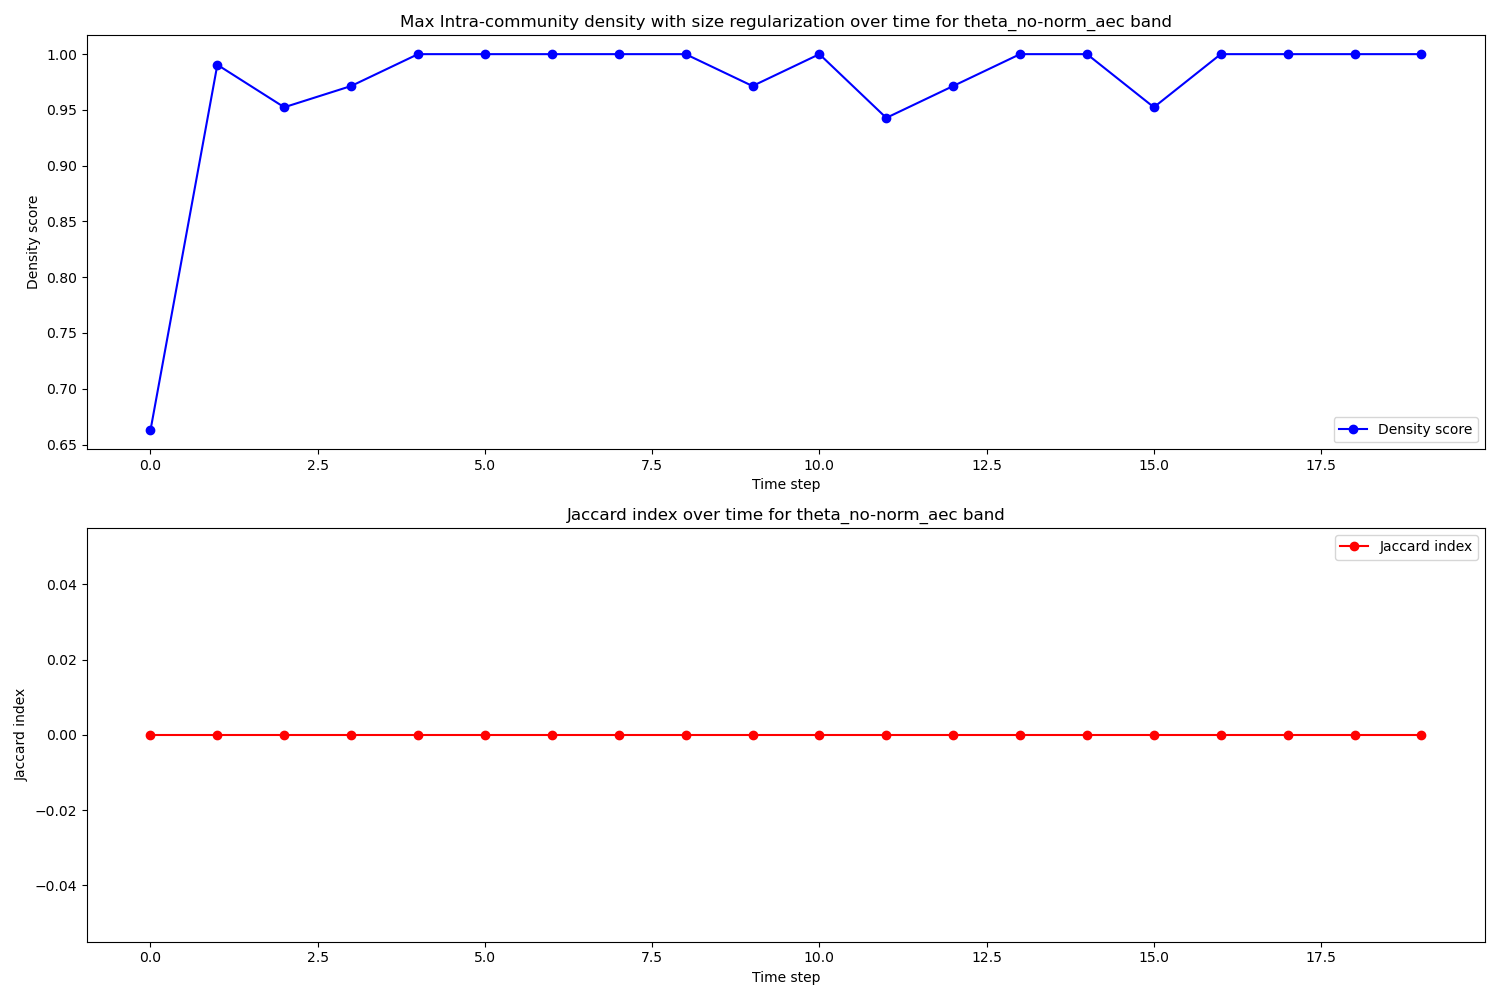 Max Intra-community density with size regularization over time for theta_no-norm_aec band
1.00
0.95
0.90
0.85
0.80
0.75
0.70
0.65
Density score
Density score
0.0 2.5 5.0 7.5 10.0 12.5 15.0 17.5
Time step
Jaccard index over time for theta_no-norm_aec band
Jaccard index
0.04
0.02
0.00
−0.02
−0.04
Jaccard index
0.0 2.5 5.0 7.5 10.0 12.5 15.0 17.5
Time step